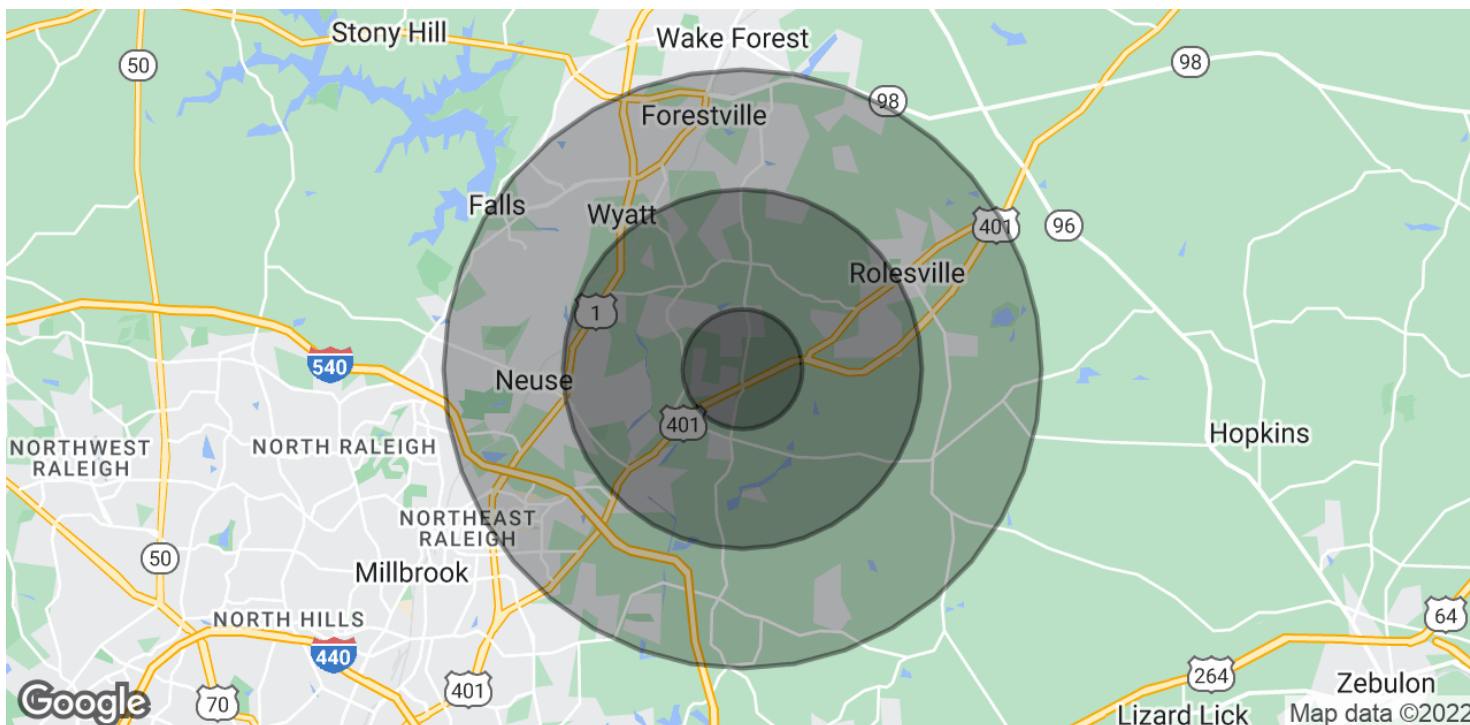 Stony Hill
Wake Forest
50
98
98
Forestville
Falls
Wyatt
401
96
Rolesville
1
540
Neuse
401
Hopkins
NORTHWEST
RALEIGH
NORTH RALEIGH
NORTHEAST
RALEIGH
50
Millbrook
NORTH HILLS
64
440
264
401
70
Zebulon
Google
Lizard Lick
Map data ©2022